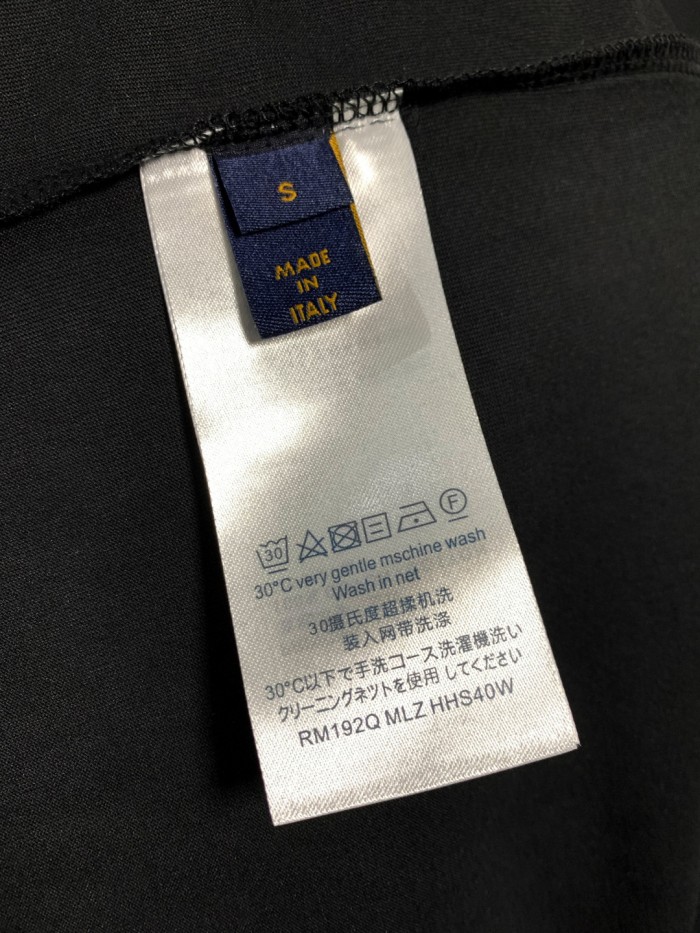 S
MADE
IN
ITALY
30 F
30°C very gentle mschine wash
Wash in net
30摄氏度超揉机洗
装入网带洗涤
30°C以下で手洗コース洗濯機洗い
クリーニングネットを使用してください
RM192Q MLZ HHS40W